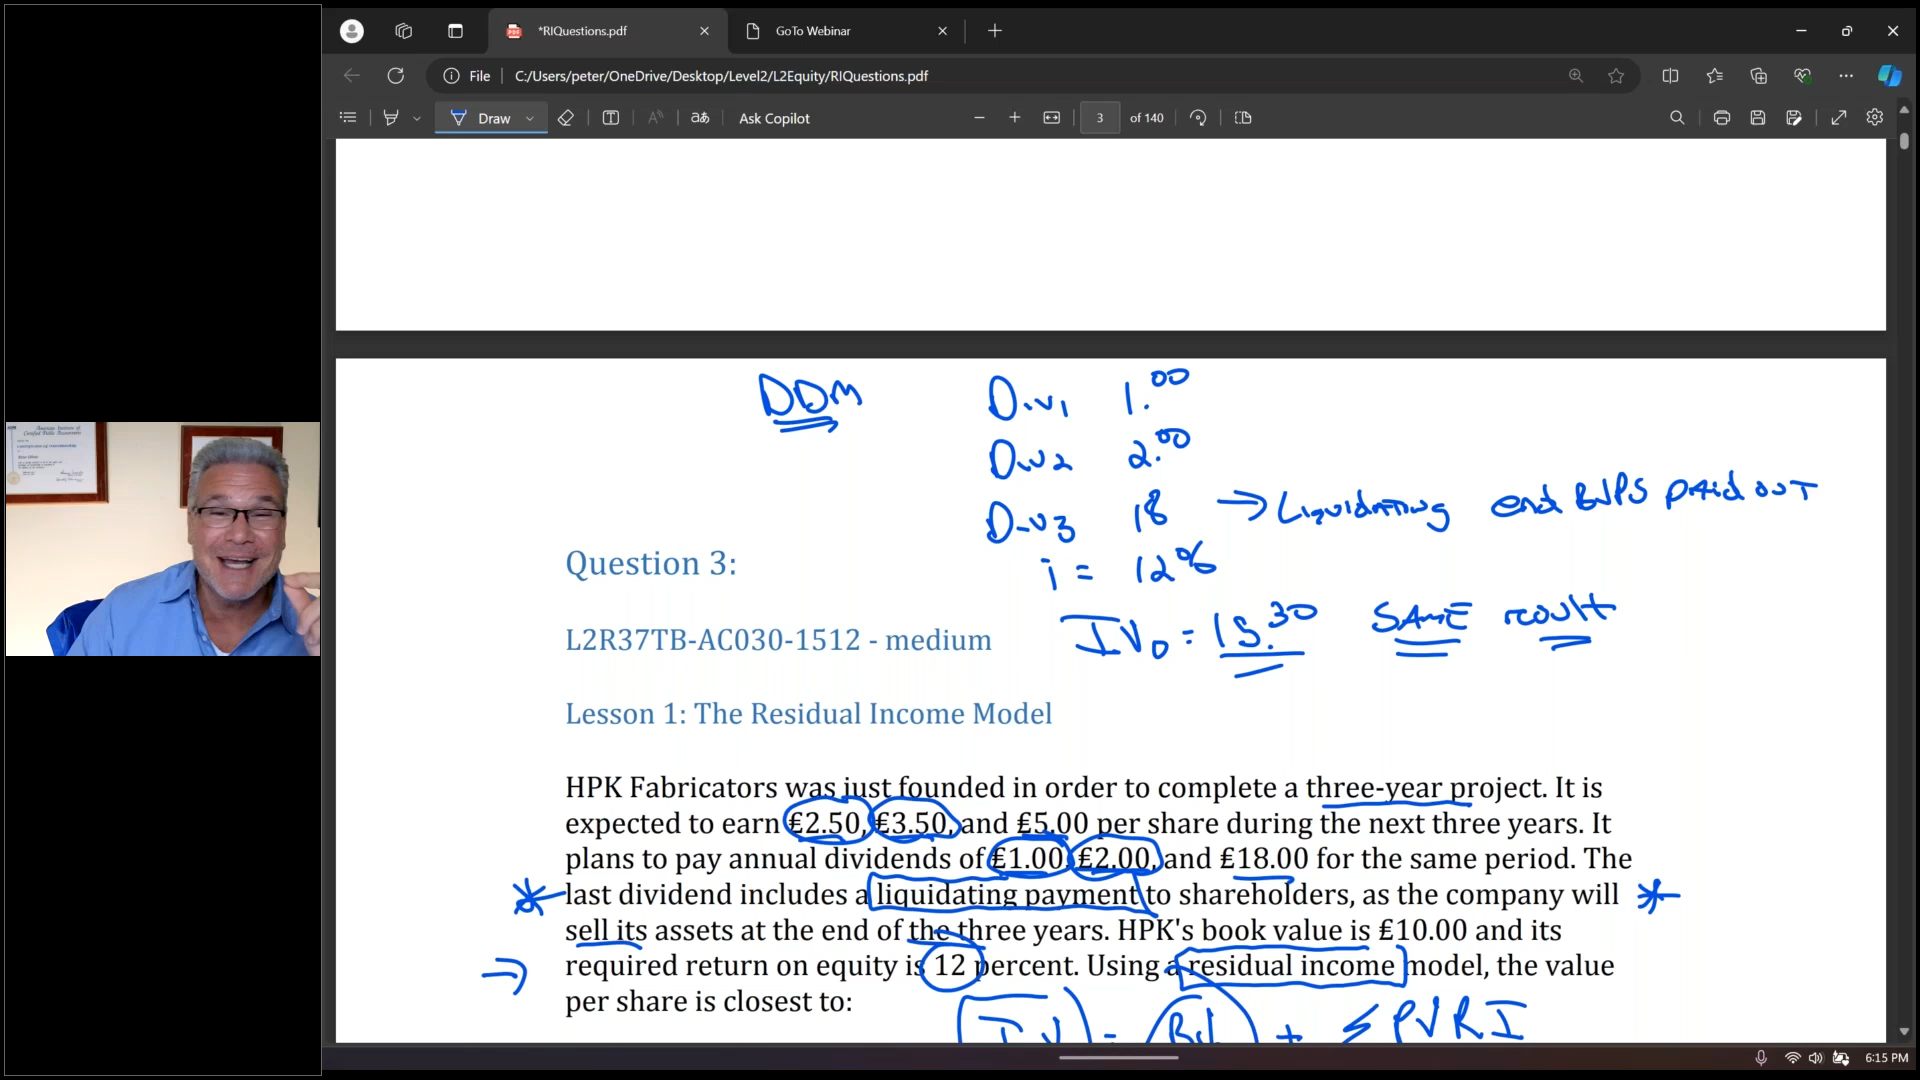 *RIQuestions.pdf
GoTo Webinar
File
C:/Users/peter/OneDrive/Desktop/Level2/L2Equity/RIQuestions.pdf
Draw
Ask Copilot
3 of 140
DDM
Div1 1.00
Div2 2.00
Div3 18 → Liquidating end BVPS paid out
i = 12%
IV0 = 15.30 SAME result
Question 3:
L2R37TB-AC030-1512 - medium
Lesson 1: The Residual Income Model
HPK Fabricators was just founded in order to complete a three-year project. It is
expected to earn ₤2.50, ₤3.50, and ₤5.00 per share during the next three years. It
plans to pay annual dividends of ₤1.00, ₤2.00, and ₤18.00 for the same period. The
* last dividend includes a liquidating payment to shareholders, as the company will *
sell its assets at the end of the three years. HPK's book value is ₤10.00 and its
→ required return on equity is 12 percent. Using a residual income model, the value
per share is closest to:
IV = BV + Σ PVRI
6:15 PM